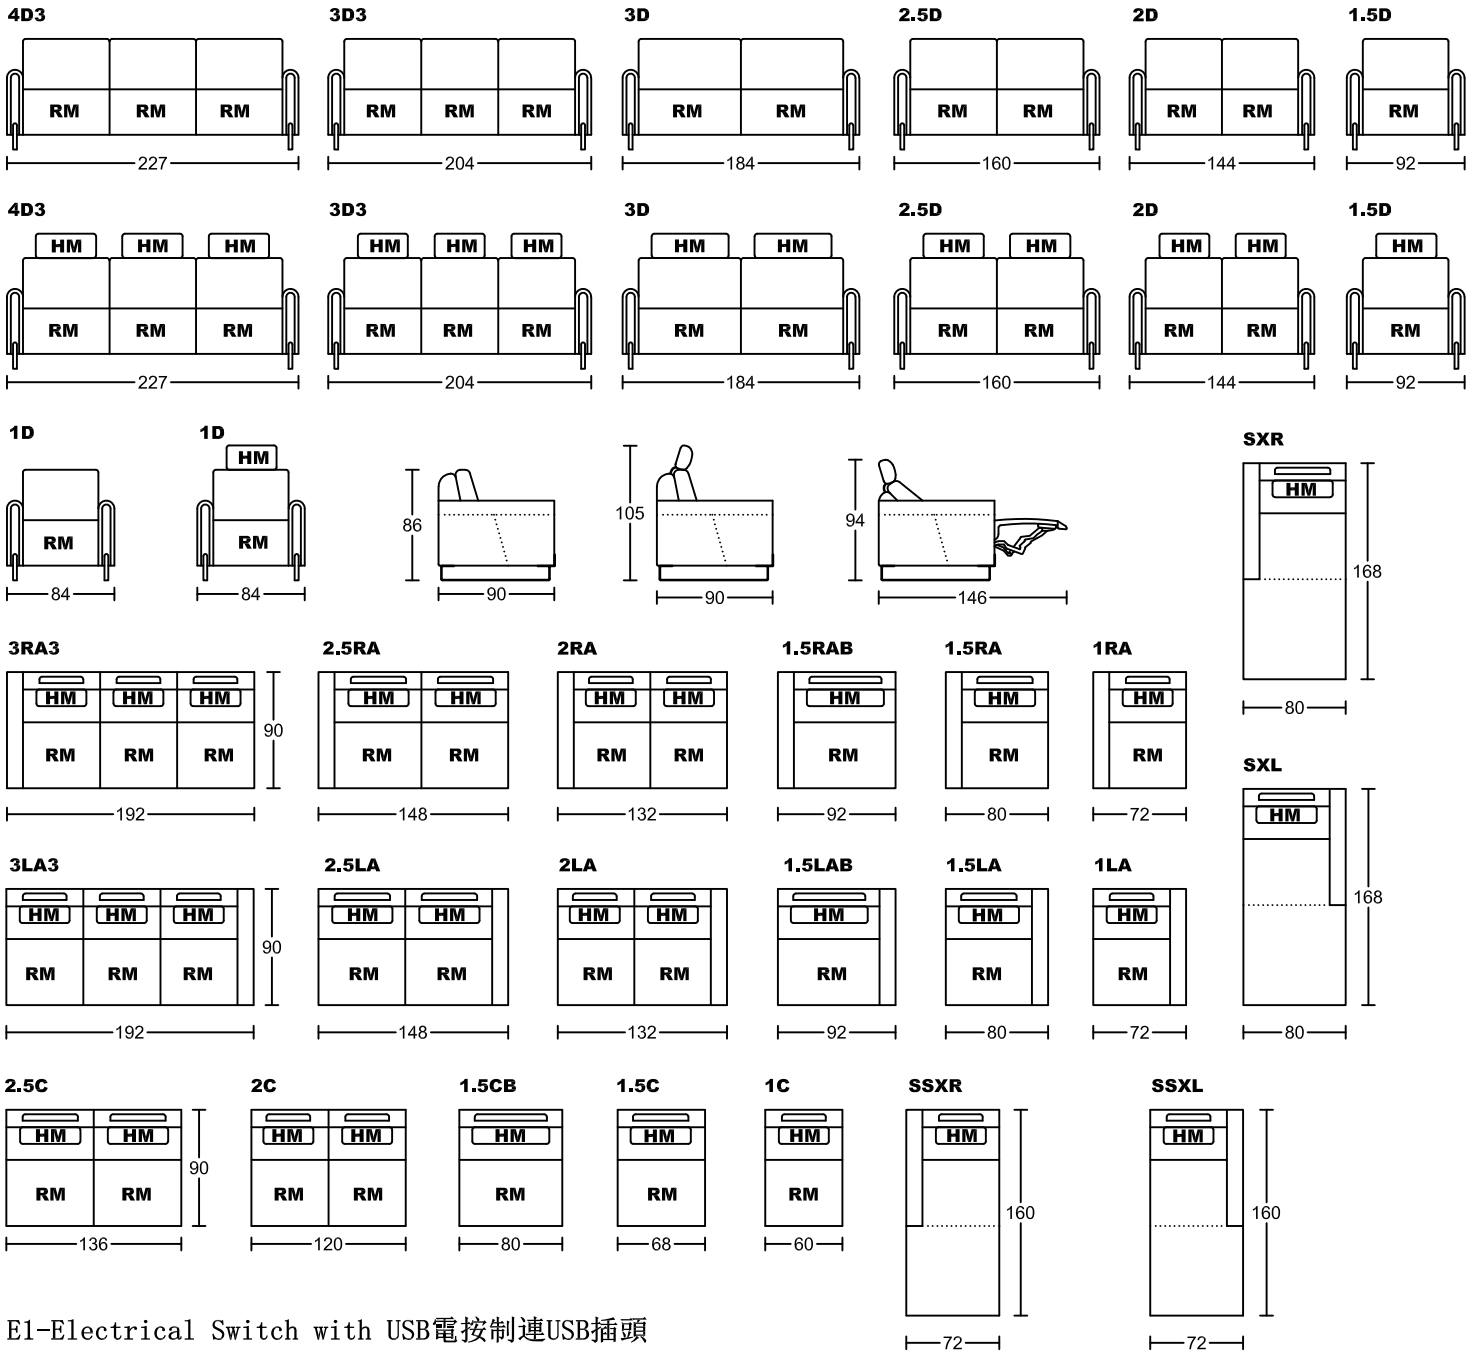 4D3 3D3 3D 2.5D 2D 1.5D
RM RM RM RM RM RM RM RM RM RM RM RM RM
227 204 184 160 144 92
4D3 3D3 3D 2.5D 2D 1.5D
HM HM HM HM HM HM HM HM HM HM HM HM HM
RM RM RM RM RM RM RM RM RM RM RM RM RM
227 204 184 160 144 92
1D 1D SXR
HM
HM
86 105 94
RM RM
168
84 84 90 90 146
3RA3 2.5RA 2RA 1.5RAB 1.5RA 1RA
HM HM HM HM HM HM HM HM HM HM
80
90
RM RM RM RM RM RM RM RM RM RM
SXL
192 148 132 92 80 72
HM
3LA3 2.5LA 2LA 1.5LAB 1.5LA 1LA
168
HM HM HM HM HM HM HM HM HM HM
90
RM RM RM RM RM RM RM RM RM RM
192 148 132 92 80 72 80
2.5C 2C 1.5CB 1.5C 1C SSXR SSXL
HM HM HM HM HM HM HM HM HM
90
RM RM RM RM RM RM RM
160 160
136 120 80 68 60
E1-Electrical Switch with USB電按制連USB插頭
72 72